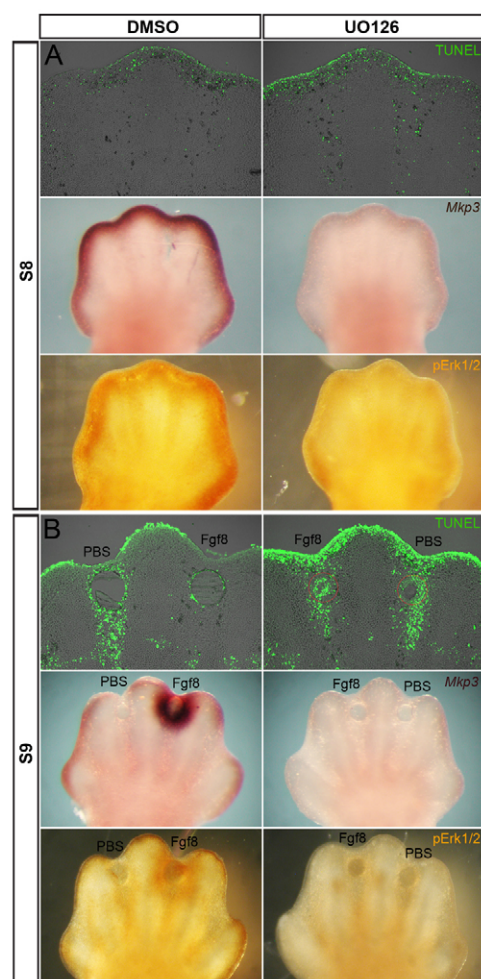 DMSO
UO126
S8
A
TUNEL
Mkp3
pErk1/2
S9
B
PBS
Fgf8
Fgf8
PBS
TUNEL
PBS
Fgf8
Fgf8
PBS
Mkp3
PBS
Fgf8
Fgf8
PBS
pErk1/2